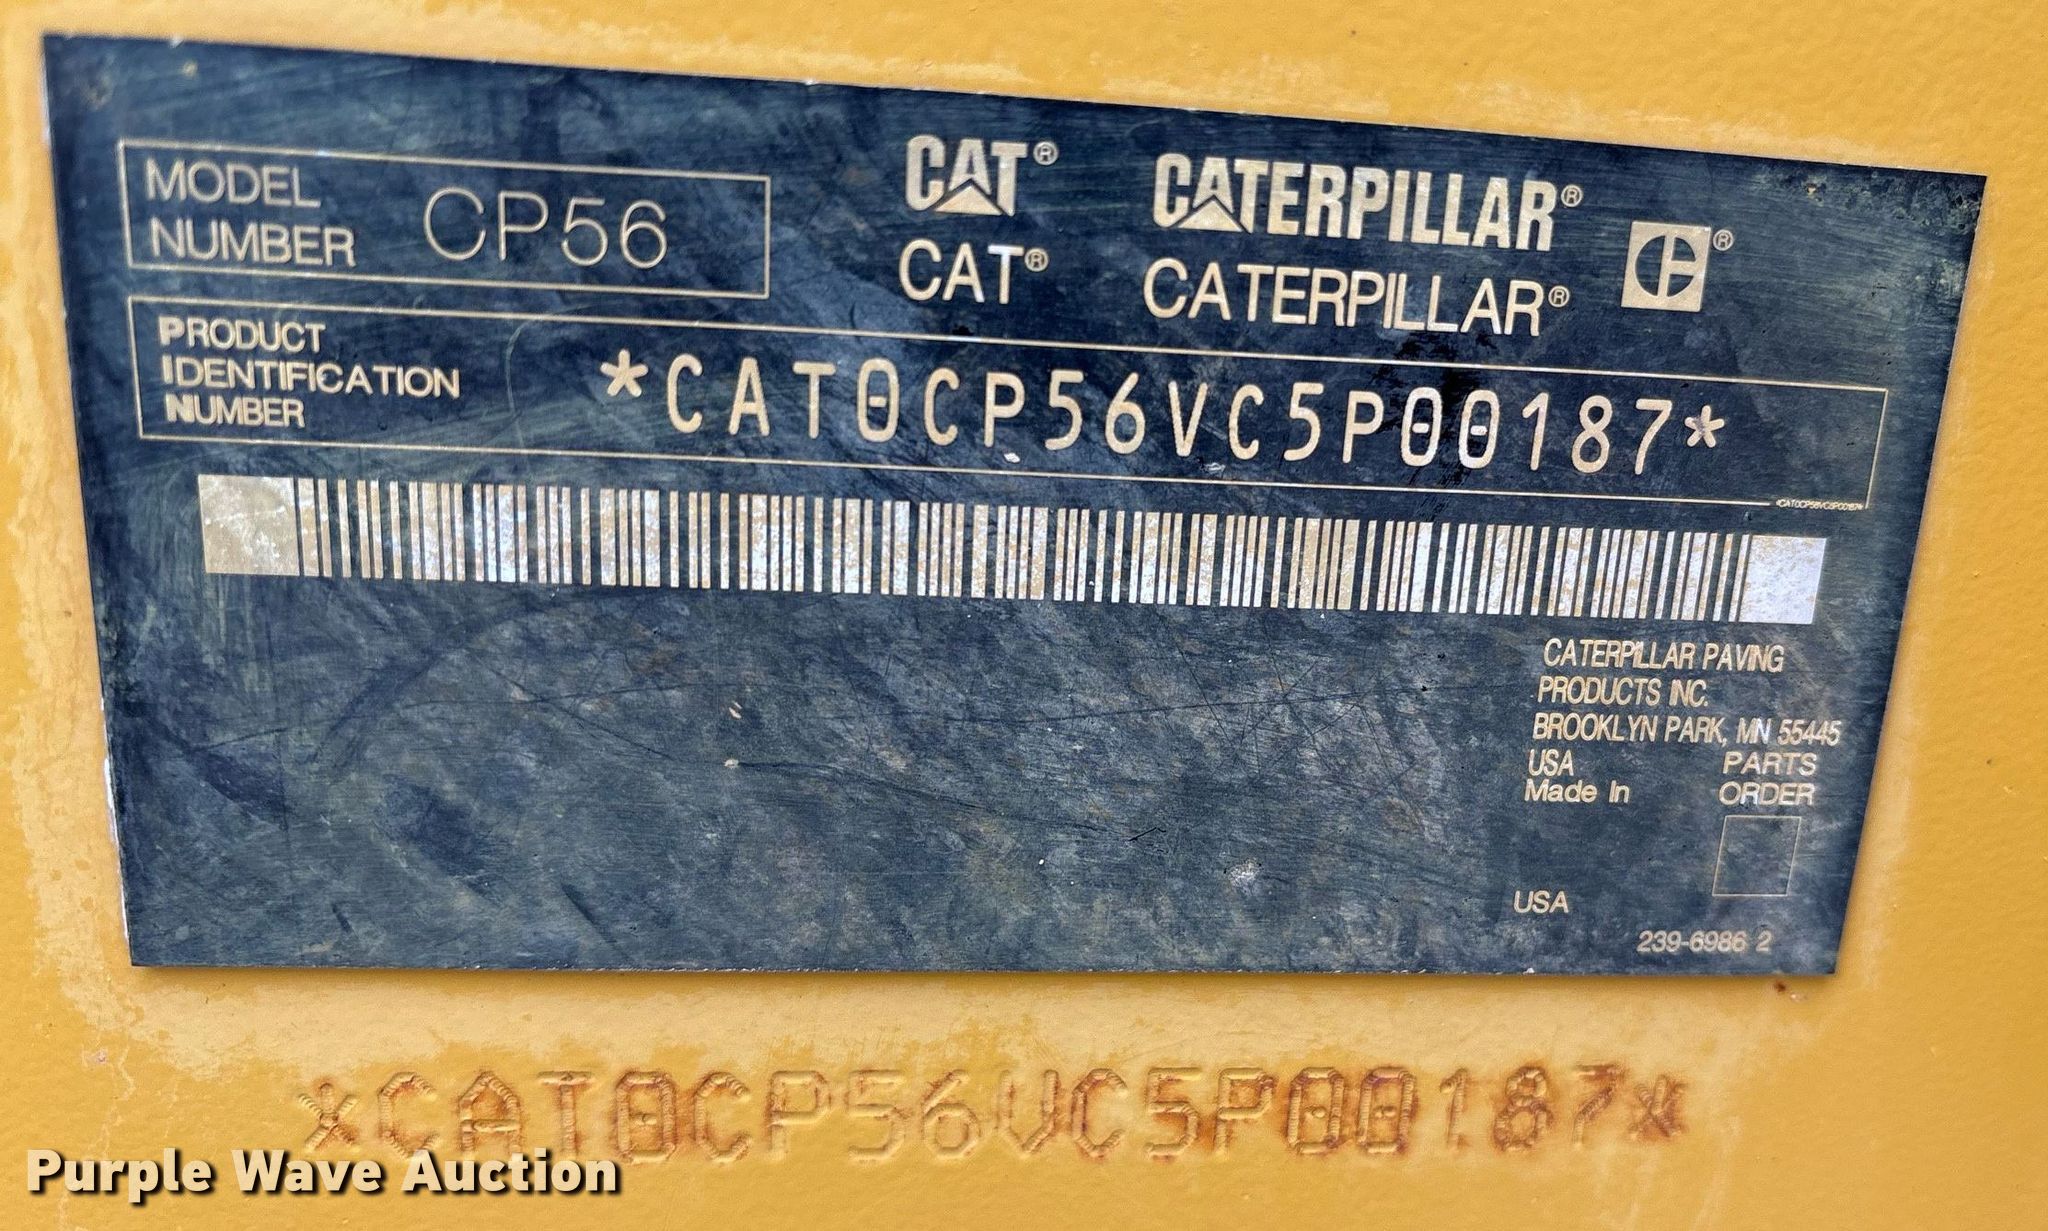 MODEL NUMBER CP56
CAT® CATERPILLAR®
CAT® CATERPILLAR®
PRODUCT
IDENTIFICATION
NUMBER
*CAT0CP56VC5P00187*
*CAT0CP56VC5P00187*
CATERPILLAR PAVING
PRODUCTS INC.
BROOKLYN PARK, MN 55445
USA
Made In
PARTS
ORDER
USA
239-6986 2
*CAT0CP56VC5P00187*
Purple Wave Auction